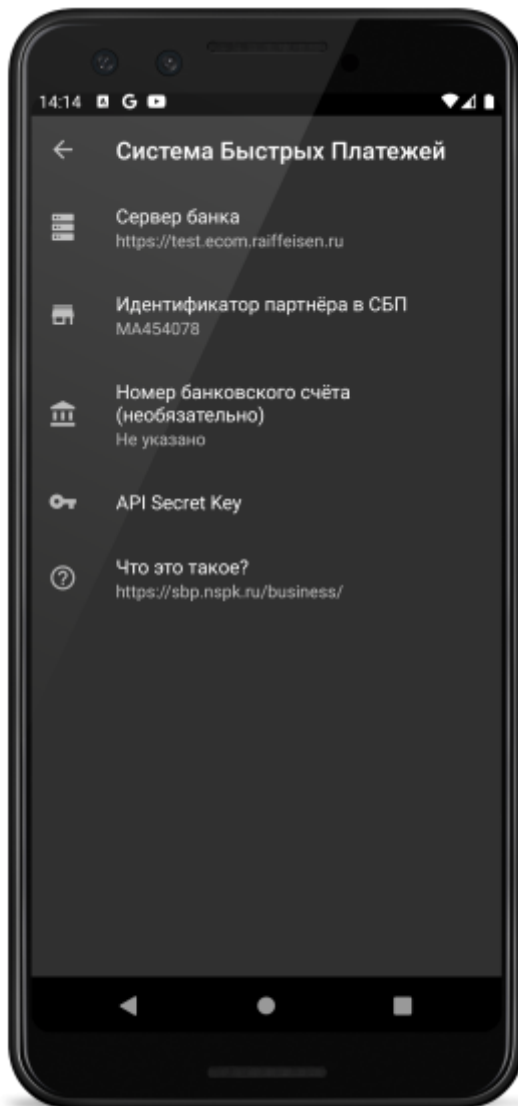 14:14
Система Быстрых Платежей
Сервер банка
https://test.ecom.raiffeisen.ru
Идентификатор партнёра в СБП
MA454078
Номер банковского счёта
(необязательно)
Не указано
API Secret Key
Что это такое?
https://sbp.nspk.ru/business/